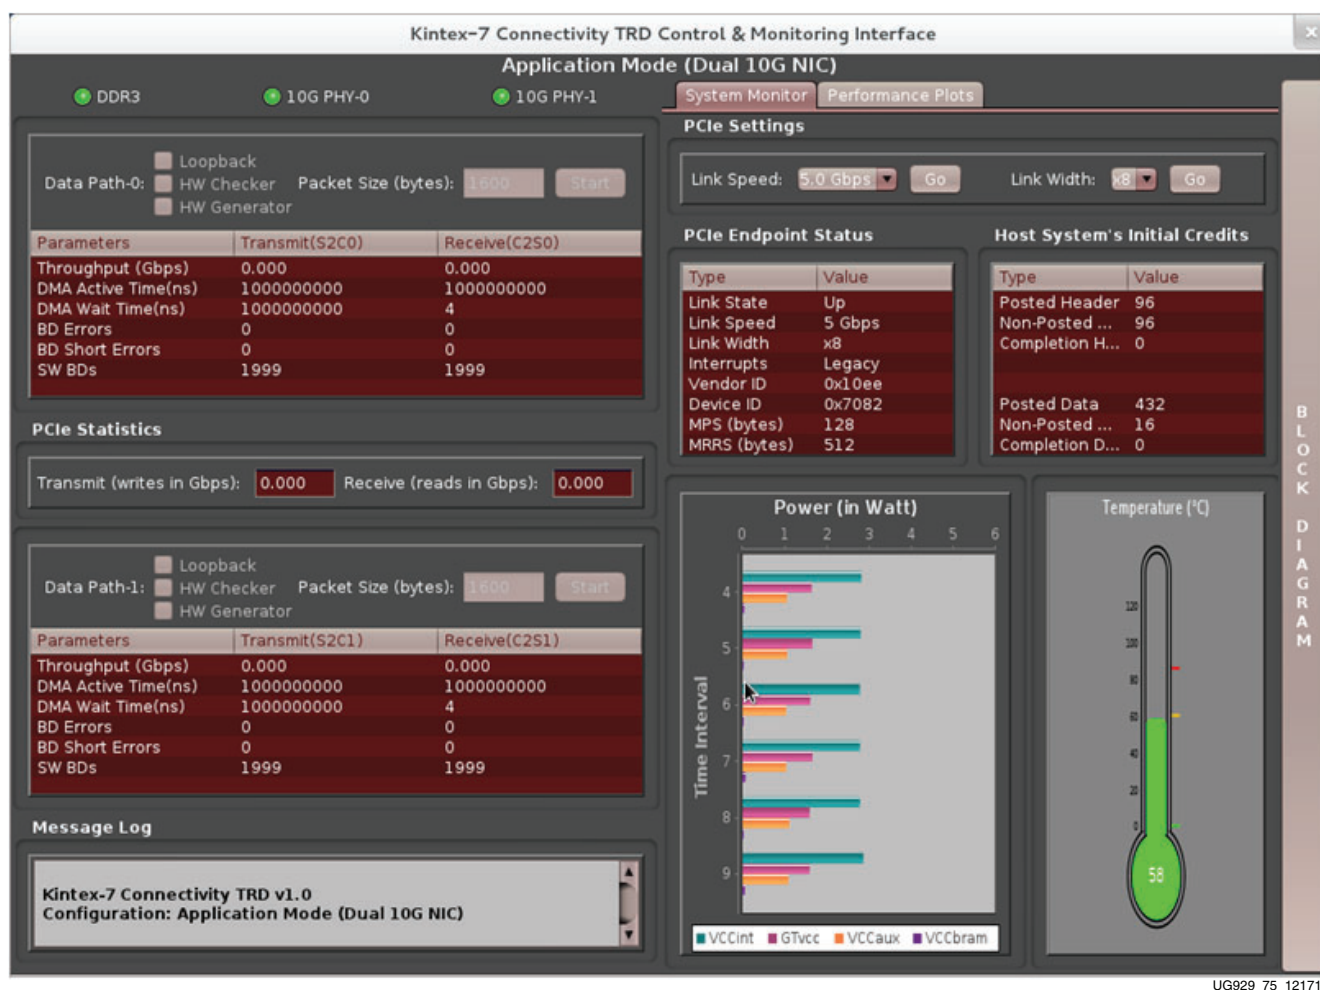 Kintex-7 Connectivity TRD Control & Monitoring Interface
Application Mode (Dual 10G NIC)
DDR3 10G PHY-0 10G PHY-1
Data Path-0:
Loopback
HW Checker
HW Generator
Packet Size (bytes): 1600 Start
Parameters Transmit(S2C0) Receive(C2S0)
Throughput (Gbps) 0.000 0.000
DMA Active Time(ns) 1000000000 1000000000
DMA Wait Time(ns) 1000000000 4
BD Errors 0 0
BD Short Errors 0 0
SW BDs 1999 1999
PCIe Statistics
Transmit (writes in Gbps): 0.000 Receive (reads in Gbps): 0.000
Data Path-1:
Loopback
HW Checker
HW Generator
Packet Size (bytes): 1600 Start
Parameters Transmit(S2C1) Receive(C2S1)
Throughput (Gbps) 0.000 0.000
DMA Active Time(ns) 1000000000 1000000000
DMA Wait Time(ns) 1000000000 4
BD Errors 0 0
BD Short Errors 0 0
SW BDs 1999 1999
Message Log
Kintex-7 Connectivity TRD v1.0
Configuration: Application Mode (Dual 10G NIC)
System Monitor Performance Plots
PCIe Settings
Link Speed: 5.0 Gbps Go Link Width: x8 Go
PCIe Endpoint Status
Type Value
Link State Up
Link Speed 5 Gbps
Link Width x8
Interrupts Legacy
Vendor ID 0x10ee
Device ID 0x7082
MPS (bytes) 128
MRRS (bytes) 512
Host System's Initial Credits
Type Value
Posted Header 96
Non-Posted ... 96
Completion H... 0
Posted Data 432
Non-Posted ... 16
Completion D... 0
Power (in Watt)
0 1 2 3 4 5 6
Time Interval
4
5
6
7
8
9
VCCint GTvcc VCCaux VCCbram
Temperature (°C)
120
100
80
60
40
20
0
58
BLOCK DIAGRAM
UG929_75_12171